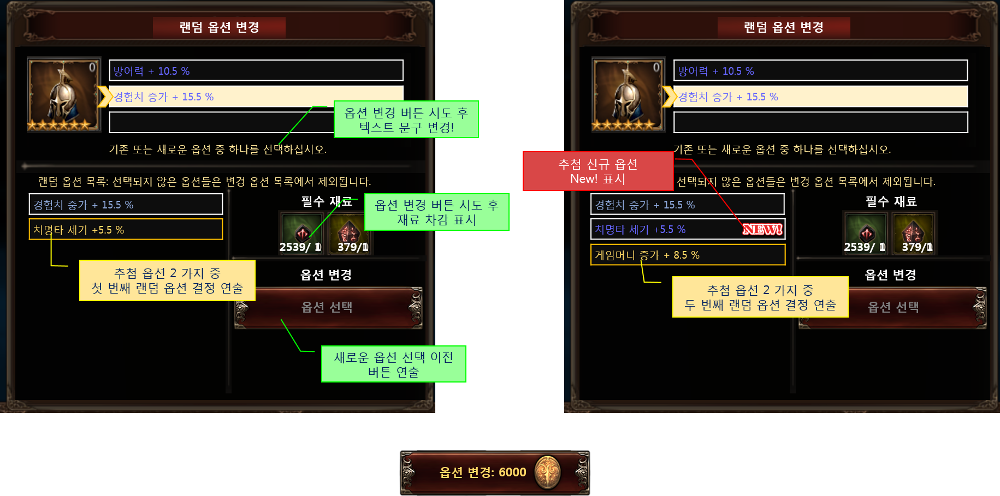 랜덤 옵션 변경
0
방어력 + 10.5 %
경험치 증가 + 15.5 %
옵션 변경 버튼 시도 후
텍스트 문구 변경!
기존 또는 새로운 옵션 중 하나를 선택하십시오.
랜덤 옵션 목록: 선택되지 않은 옵션들은 변경 옵션 목록에서 제외됩니다.
경험치 중가 + 15.5 %
치명타 세기 +5.5 %
필수 재료
옵션 변경 버튼 시도 후
재료 차감 표시
2539/ 1
379/1
추첨 옵션 2 가지 중
첫 번째 랜덤 옵션 결정 연출
옵션 변경
옵션 선택
새로운 옵션 선택 이전
버튼 연출
랜덤 옵션 변경
0
방어력 + 10.5 %
경험치 증가 + 15.5 %
기존 또는 새로운 옵션 중 하나를 선택하십시오.
추첨 신규 옵션
New! 표시
선택되지 않은 옵션들은 변경 옵션 목록에서 제외됩니다.
경험치 중가 + 15.5 %
치명타 세기 +5.5 %
NEW!
게임머니 증가 + 8.5 %
필수 재료
2539/ 1
379/1
추첨 옵션 2 가지 중
두 번째 랜덤 옵션 결정 연출
옵션 변경
옵션 선택
옵션 변경: 6000